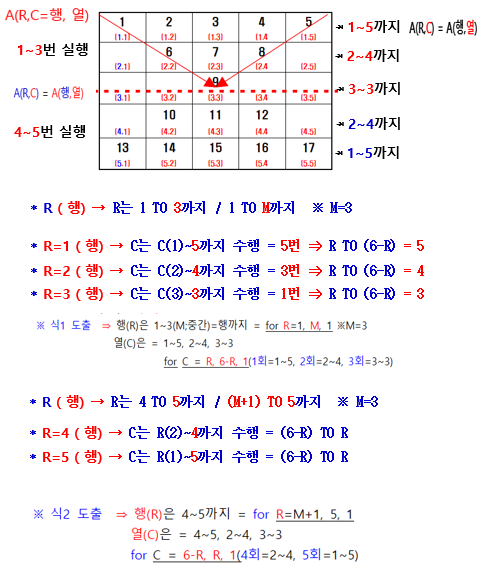 A(R,C=행, 열)
1 2 3 4 5
(1.1) (1.2) (1.3) (1.4) (1.5)
⇥ 1~5까지
A(R,C) = A(행,열)
1~3번 실행
6 7 8
(2.1) (2.2) (2.3) (2.4) (2.5)
⇥ 2~4까지
9
A(R,C) = A(행,열)
(3.1) (3.2) (3.3) (3.4) (3.5)
⇥ 3~3까지
4~5번 실행
10 11 12
(4.1) (4.2) (4.3) (4.4) (4.5)
⇥ 2~4까지
13 14 15 16 17
(5.1) (5.2) (5.3) (5.4) (5.5)
⇥ 1~5까지
* R ( 행) → R는 1 TO 3까지 / 1 TO M까지 ※ M=3
* R=1 ( 행) → C는 C(1)~5까지 수행 = 5번 ⇒ R TO (6-R) = 5
* R=2 ( 행) → C는 C(2)~4까지 수행 = 3번 ⇒ R TO (6-R) = 4
* R=3 ( 행) → C는 C(3)~3까지 수행 = 1번 ⇒ R TO (6-R) = 3
※ 식1 도출 ⇒ 행(R)은 1~3(M;중간)=행까지 = for R=1, M, 1 ※M=3
열(C)은 = 1~5, 2~4, 3~3
for C = R, 6-R, 1(1회=1~5, 2회=2~4, 3회=3~3)
* R ( 행) → R는 4 TO 5까지 / (M+1) TO 5까지 ※ M=3
* R=4 ( 행) → C는 R(2)~4까지 수행 = (6-R) TO R
* R=5 ( 행) → C는 R(1)~5까지 수행 = (6-R) TO R
※ 식2 도출 ⇒ 행(R)은 4~5까지 = for R=M+1, 5, 1
열(C)은 = 4~5, 2~4, 3~3
for C = 6-R, R, 1(4회=2~4, 5회=1~5)